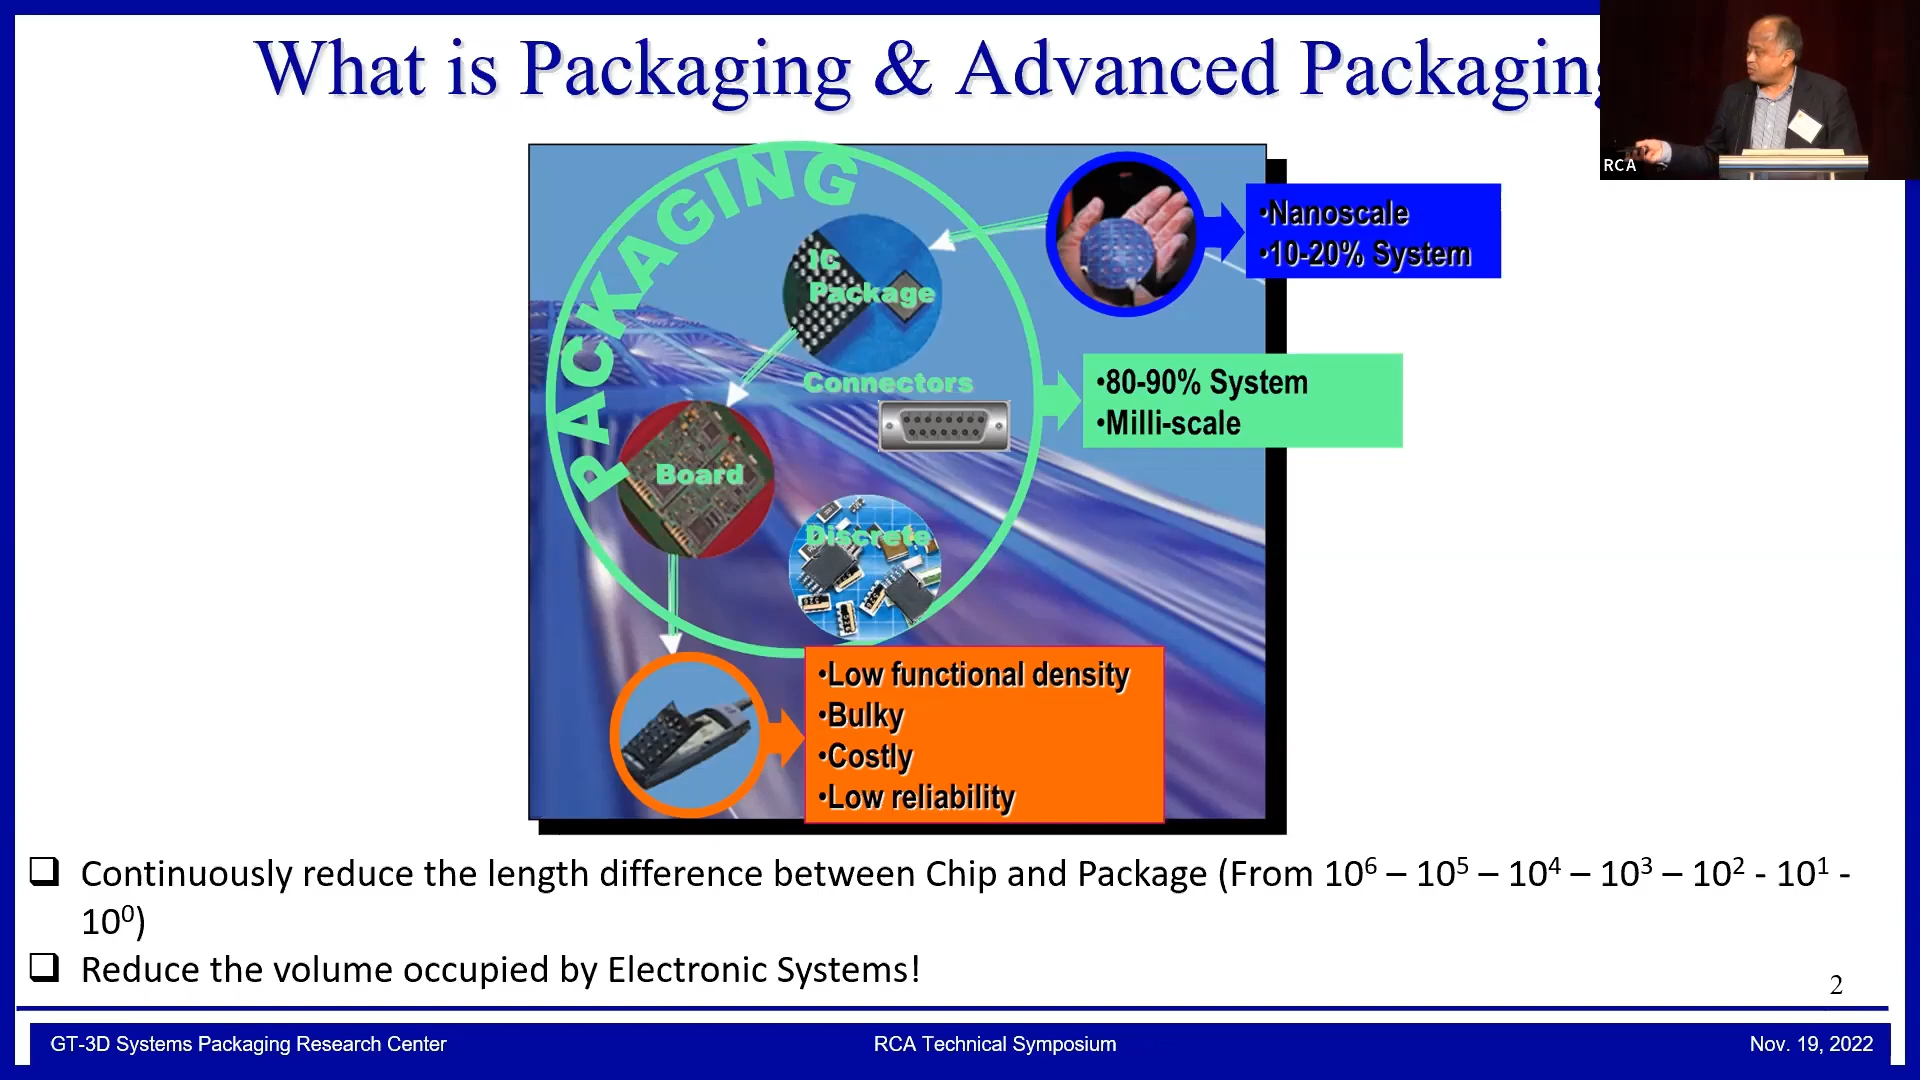 What is Packaging & Advanced Packaging
RCA
PACKAGING
IC
Package
•Nanoscale
•10-20% System
Connectors
•80-90% System
•Milli-scale
Board
Discrete
•Low functional density
•Bulky
•Costly
•Low reliability
❑ Continuously reduce the length difference between Chip and Package (From 10⁶ – 10⁵ – 10⁴ – 10³ – 10² - 10¹ -
10⁰)
❑ Reduce the volume occupied by Electronic Systems!
2
GT-3D Systems Packaging Research Center
RCA Technical Symposium
Nov. 19, 2022